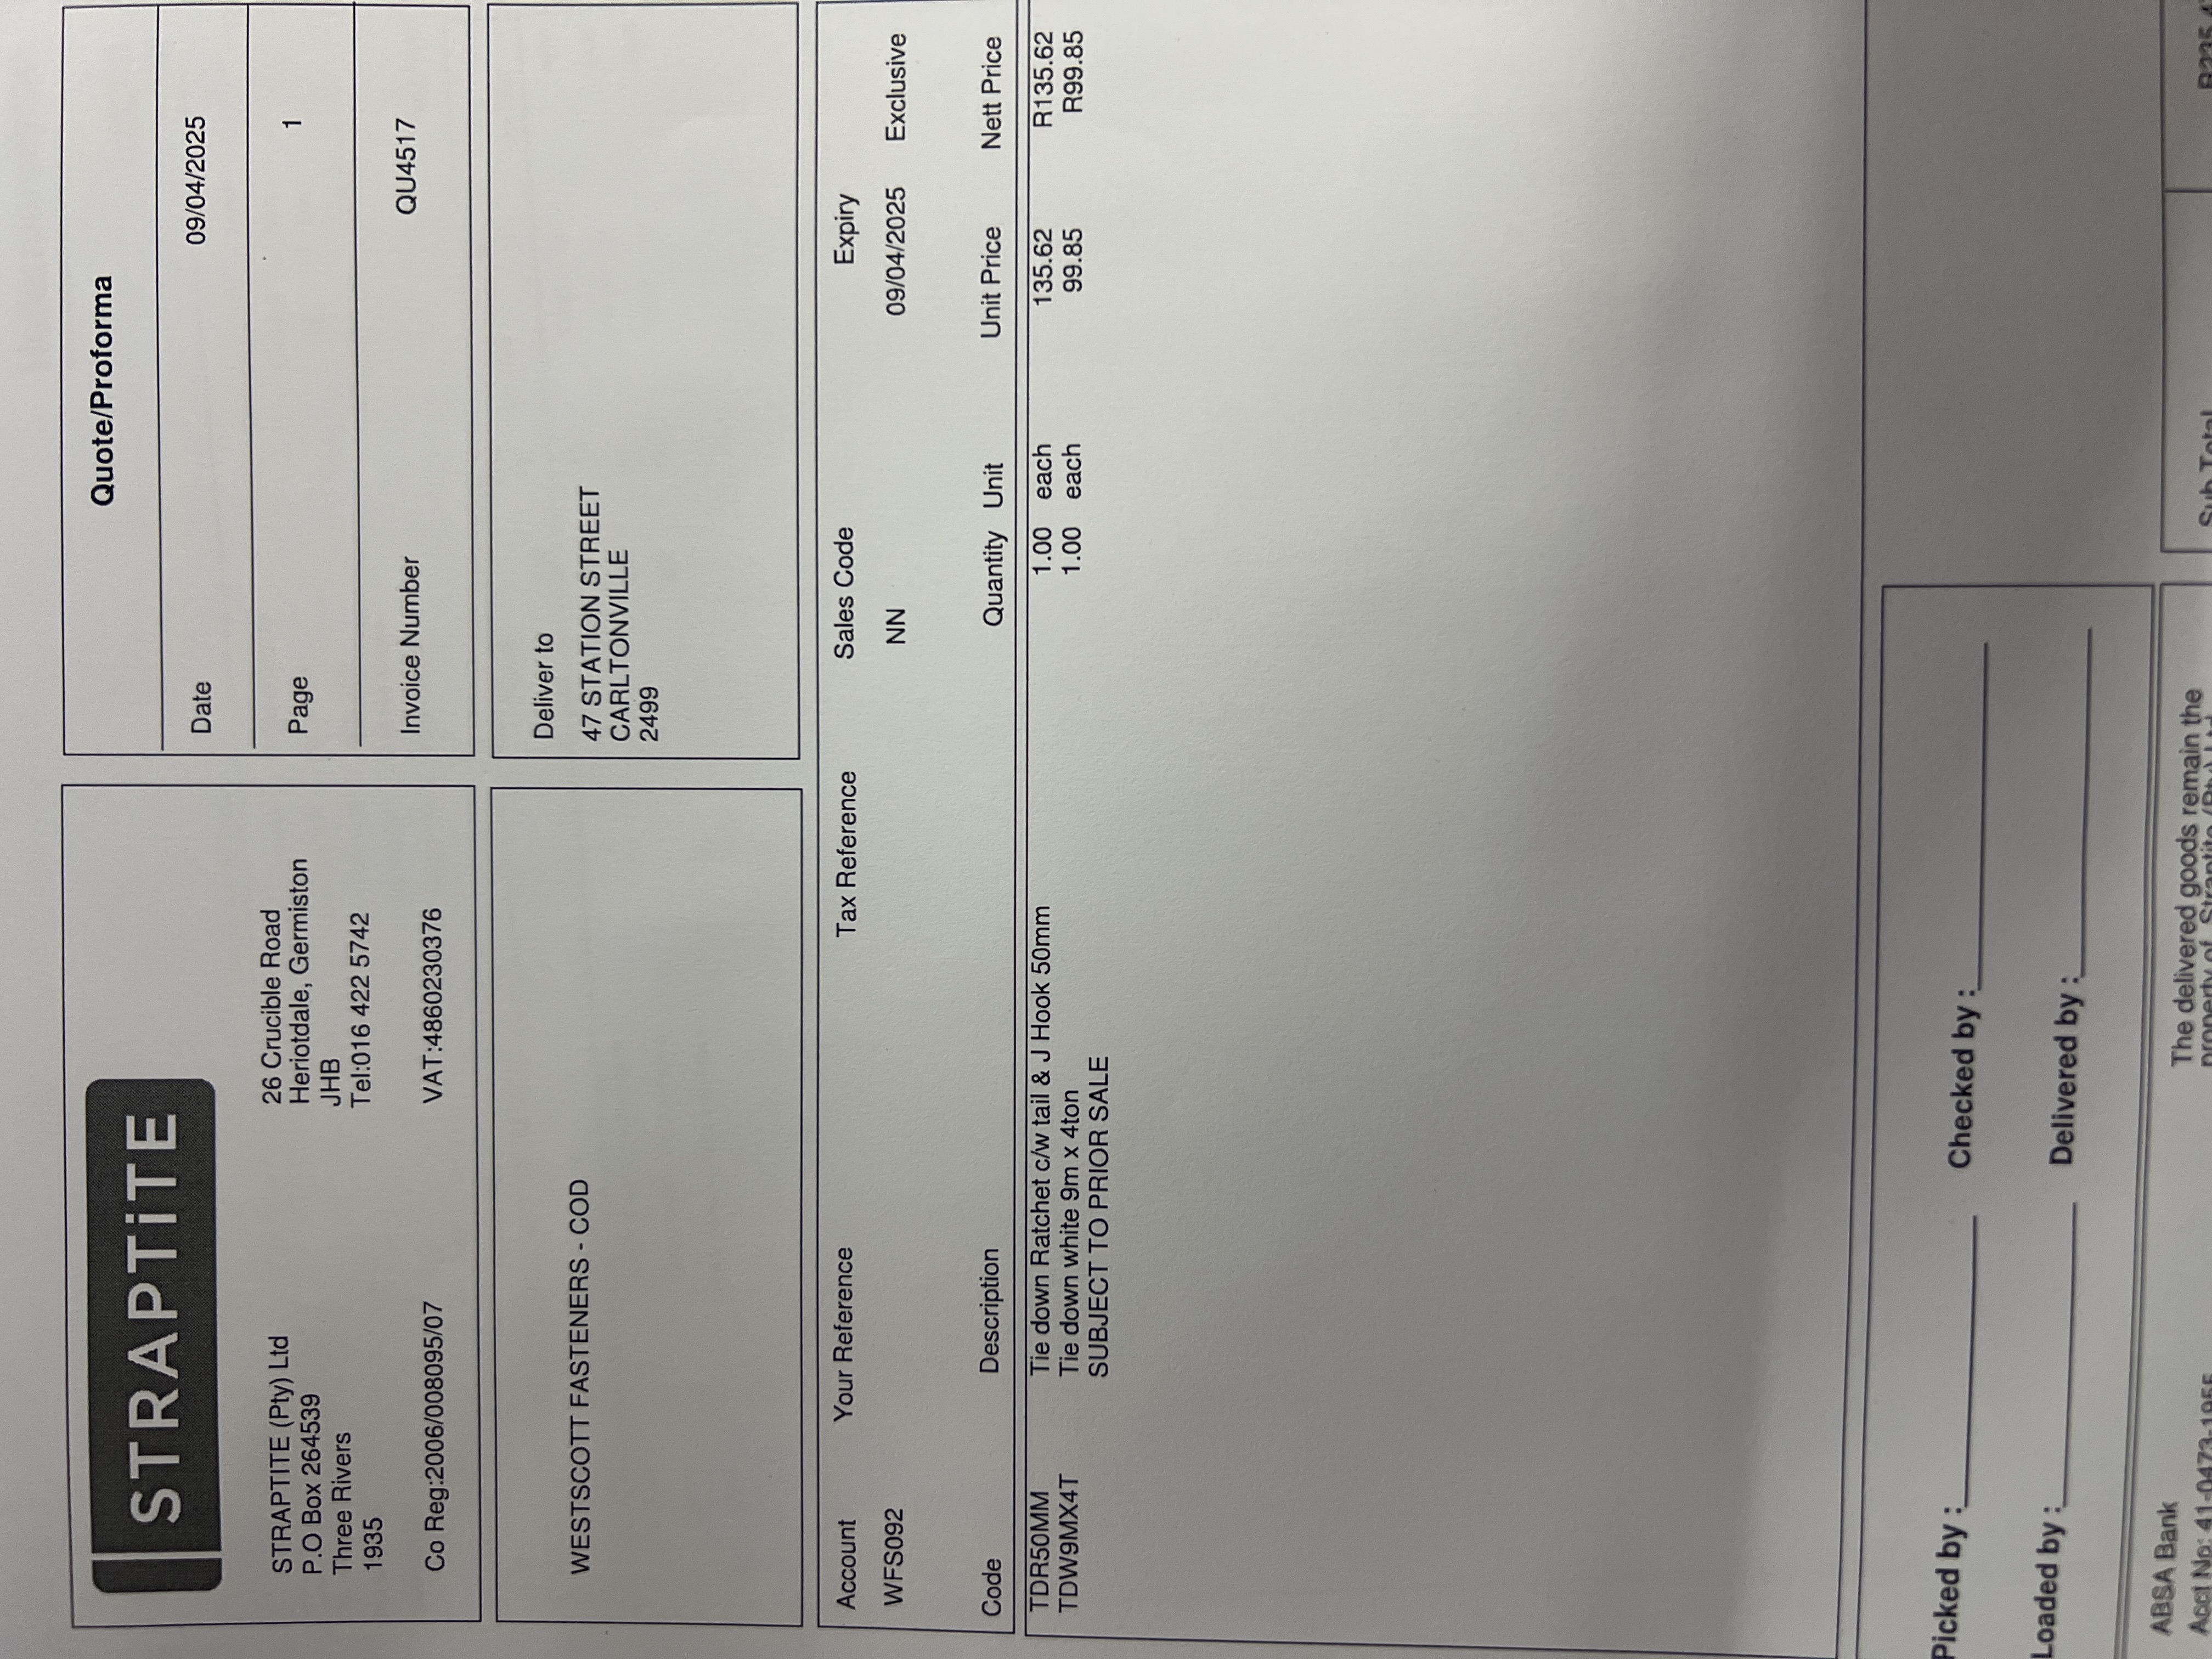 STRAPTiTE
STRAPTITE (Pty) Ltd
P.O Box 264539
Three Rivers
1935
Co Reg:2006/008095/07
26 Crucible Road
Heriotdale, Germiston
JHB
Tel:016 422 5742
VAT:4860230376
Quote/Proforma
Date 09/04/2025
Page 1
Invoice Number QU4517
WESTSCOTT FASTENERS - COD
Deliver to
47 STATION STREET
CARLTONVILLE
2499
Account Your Reference Tax Reference Sales Code Expiry
WFS092 NN 09/04/2025 Exclusive
Code Description Quantity Unit Unit Price Nett Price
TDR50MM Tie down Ratchet c/w tail & J Hook 50mm 1.00 each 135.62 R135.62
TDW9MX4T Tie down white 9m x 4ton 1.00 each 99.85 R99.85
SUBJECT TO PRIOR SALE
Picked by : Checked by :
Loaded by : Delivered by :
ABSA Bank
Acct No: 41-0473-1955
The delivered goods remain the
property of Straptite (Pty) Ltd
Sub Total